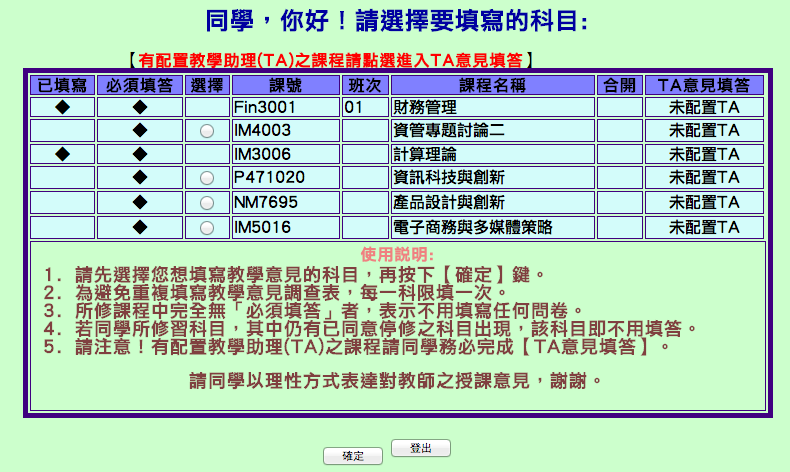 同學，你好！請選擇要填寫的科目:
【有配置教學助理(TA)之課程請點選進入TA意見填答】
已填寫 必須填答 選擇 課號 班次 課程名稱 合開 TA意見填答
◆ ◆ Fin3001 01 財務管理 未配置TA
◆ IM4003 資管專題討論二 未配置TA
◆ ◆ IM3006 計算理論 未配置TA
◆ P471020 資訊科技與創新 未配置TA
◆ NM7695 產品設計與創新 未配置TA
◆ IM5016 電子商務與多媒體策略 未配置TA
使用說明:
1. 請先選擇您想填寫教學意見的科目，再按下【確定】鍵。
2. 為避免重複填寫教學意見調查表，每一科限填一次。
3. 所修課程中完全無「必須填答」者，表示不用填寫任何問卷。
4. 若同學所修習科目，其中仍有已同意停修之科目出現，該科目即不用填答。
5. 請注意！有配置教學助理(TA)之課程請同學務必完成【TA意見填答】。
請同學以理性方式表達對教師之授課意見，謝謝。
確定 登出